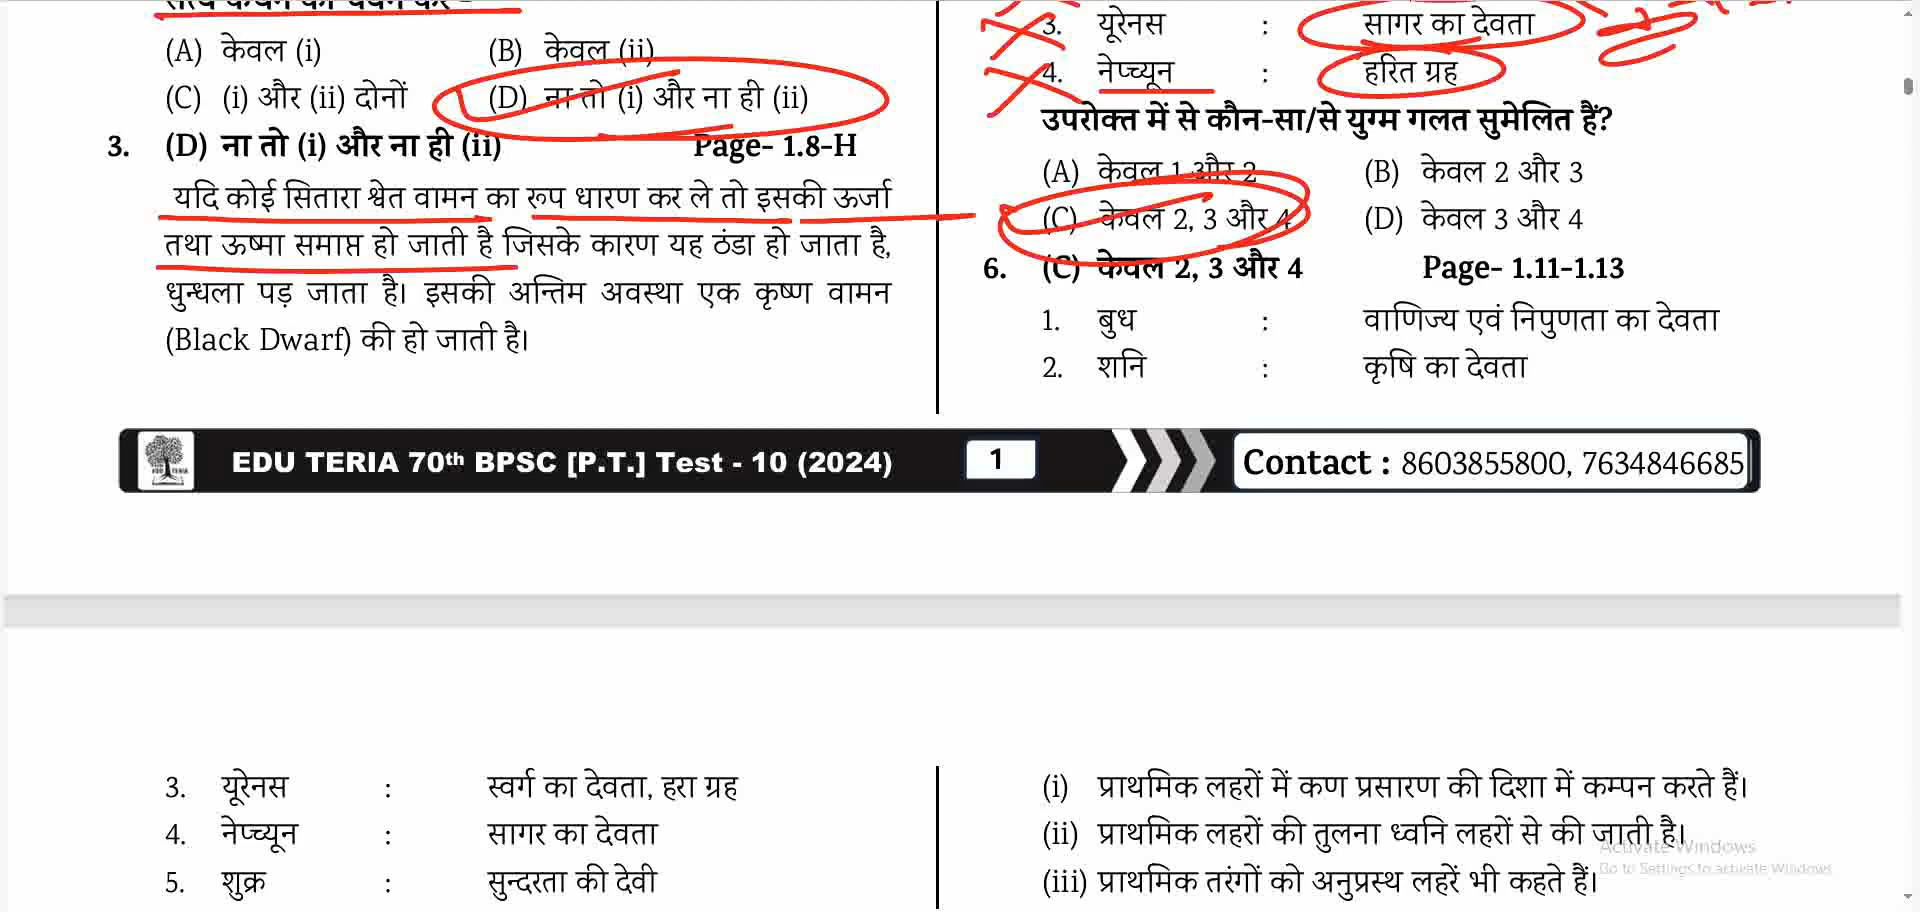 (A) केवल (i) (B) केवल (ii)
(C) (i) और (ii) दोनों (D) ना तो (i) और ना ही (ii)
3. (D) ना तो (i) और ना ही (ii) Page- 1.8-H
यदि कोई सितारा श्वेत वामन का रूप धारण कर ले तो इसकी ऊर्जा
तथा ऊष्मा समाप्त हो जाती है जिसके कारण यह ठंडा हो जाता है,
धुन्धला पड़ जाता है। इसकी अन्तिम अवस्था एक कृष्ण वामन
(Black Dwarf) की हो जाती है।
3. यूरेनस : सागर का देवता
4. नेप्च्यून : हरित ग्रह
उपरोक्त में से कौन-सा/से युग्म गलत सुमेलित हैं?
(A) केवल 1 और 2 (B) केवल 2 और 3
(C) केवल 2, 3 और 4 (D) केवल 3 और 4
6. (C) केवल 2, 3 और 4 Page- 1.11-1.13
1. बुध : वाणिज्य एवं निपुणता का देवता
2. शनि : कृषि का देवता
EDU TERIA 70th BPSC [P.T.] Test - 10 (2024) 1 Contact : 8603855800, 7634846685
3. यूरेनस : स्वर्ग का देवता, हरा ग्रह
4. नेप्च्यून : सागर का देवता
5. शुक्र : सुन्दरता की देवी
(i) प्राथमिक लहरों में कण प्रसारण की दिशा में कम्पन करते हैं।
(ii) प्राथमिक लहरों की तुलना ध्वनि लहरों से की जाती है।
(iii) प्राथमिक तरंगों को अनुप्रस्थ लहरें भी कहते हैं।
Activate Windows
Go to Settings to activate Windows.